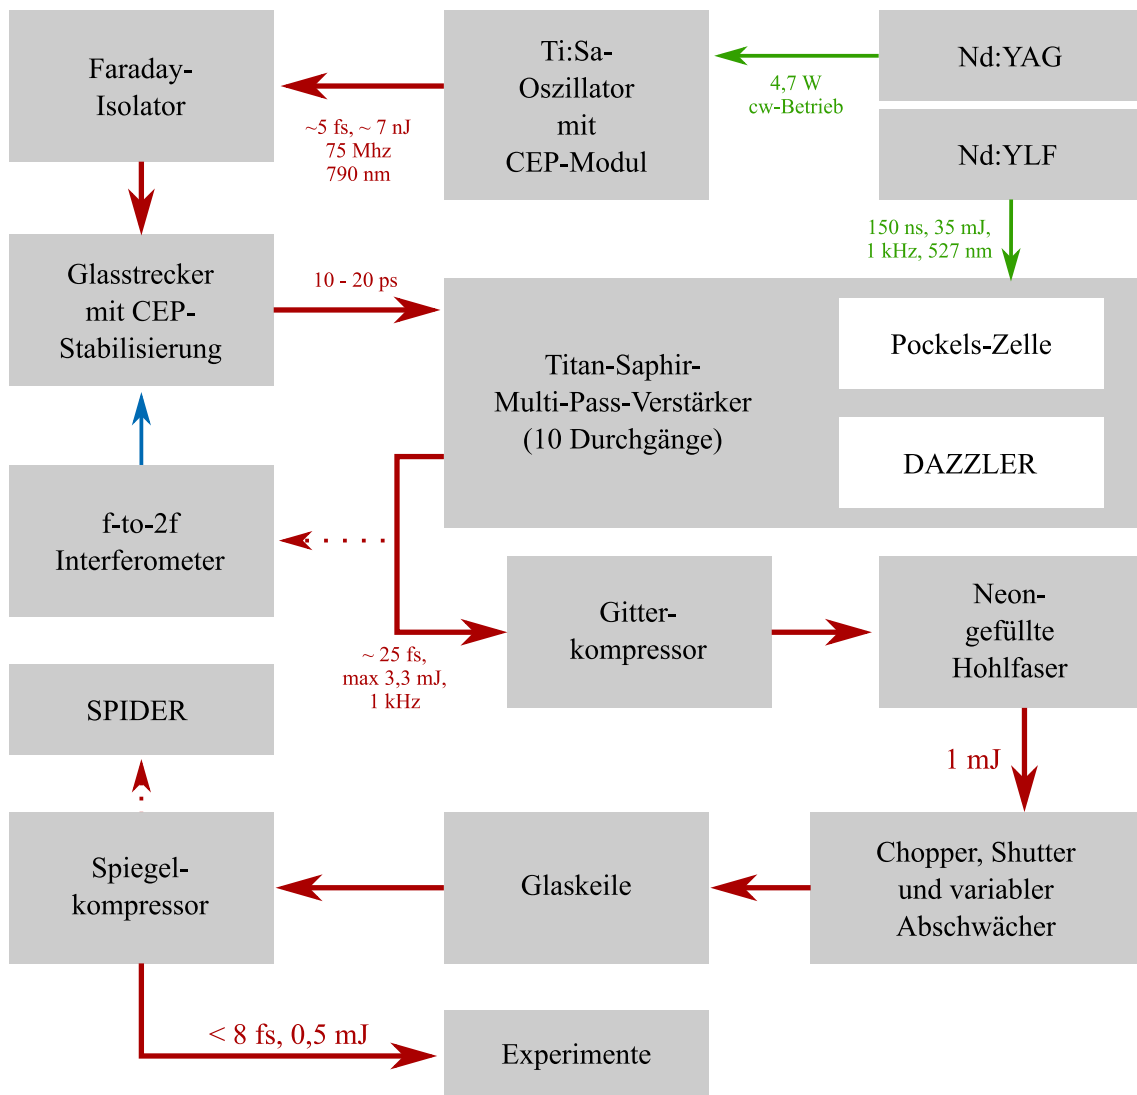 Faraday-
Isolator
~5 fs, ~ 7 nJ
75 Mhz
790 nm
Ti:Sa-
Oszillator
mit
CEP-Modul
4,7 W
cw-Betrieb
Nd:YAG
Nd:YLF
150 ns, 35 mJ,
1 kHz, 527 nm
Glasstrecker
mit CEP-
Stabilisierung
10 - 20 ps
Titan-Saphir-
Multi-Pass-Verstärker
(10 Durchgänge)
Pockels-Zelle
DAZZLER
f-to-2f
Interferometer
~ 25 fs,
max 3,3 mJ,
1 kHz
Gitter-
kompressor
Neon-
gefüllte
Hohlfaser
1 mJ
SPIDER
Spiegel-
kompressor
Glaskeile
Chopper, Shutter
und variabler
Abschwächer
< 8 fs, 0,5 mJ
Experimente